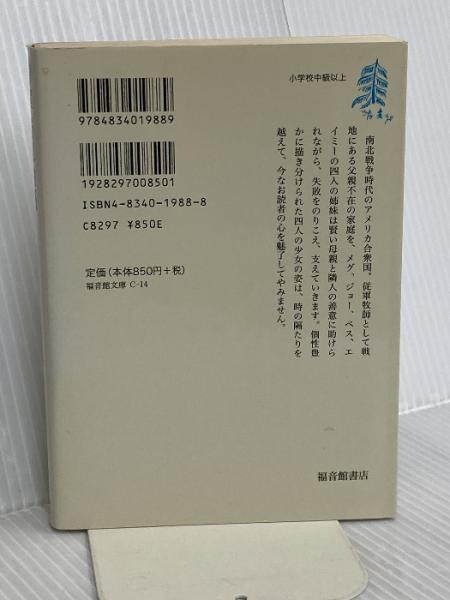 小学校中級以上
南北戦争時代のアメリカ合衆国。従軍牧師として戦
地にある父親不在の家庭を、メグ、ジョー、ベス、エ
イミーの四人の姉妹は賢い母親と隣人の善意に助けら
れながら、失敗をのりこえ、支えていきます。個性豊
かに描き分けられた四人の少女の姿は、時の隔たりを
越えて、今なお読者の心を魅了してやみません。
9784834019889
1928297008501
ISBN4-8340-1988-8
C8297 ¥850E
定価(本体850円+税)
福音館文庫 C-14
福音館書店